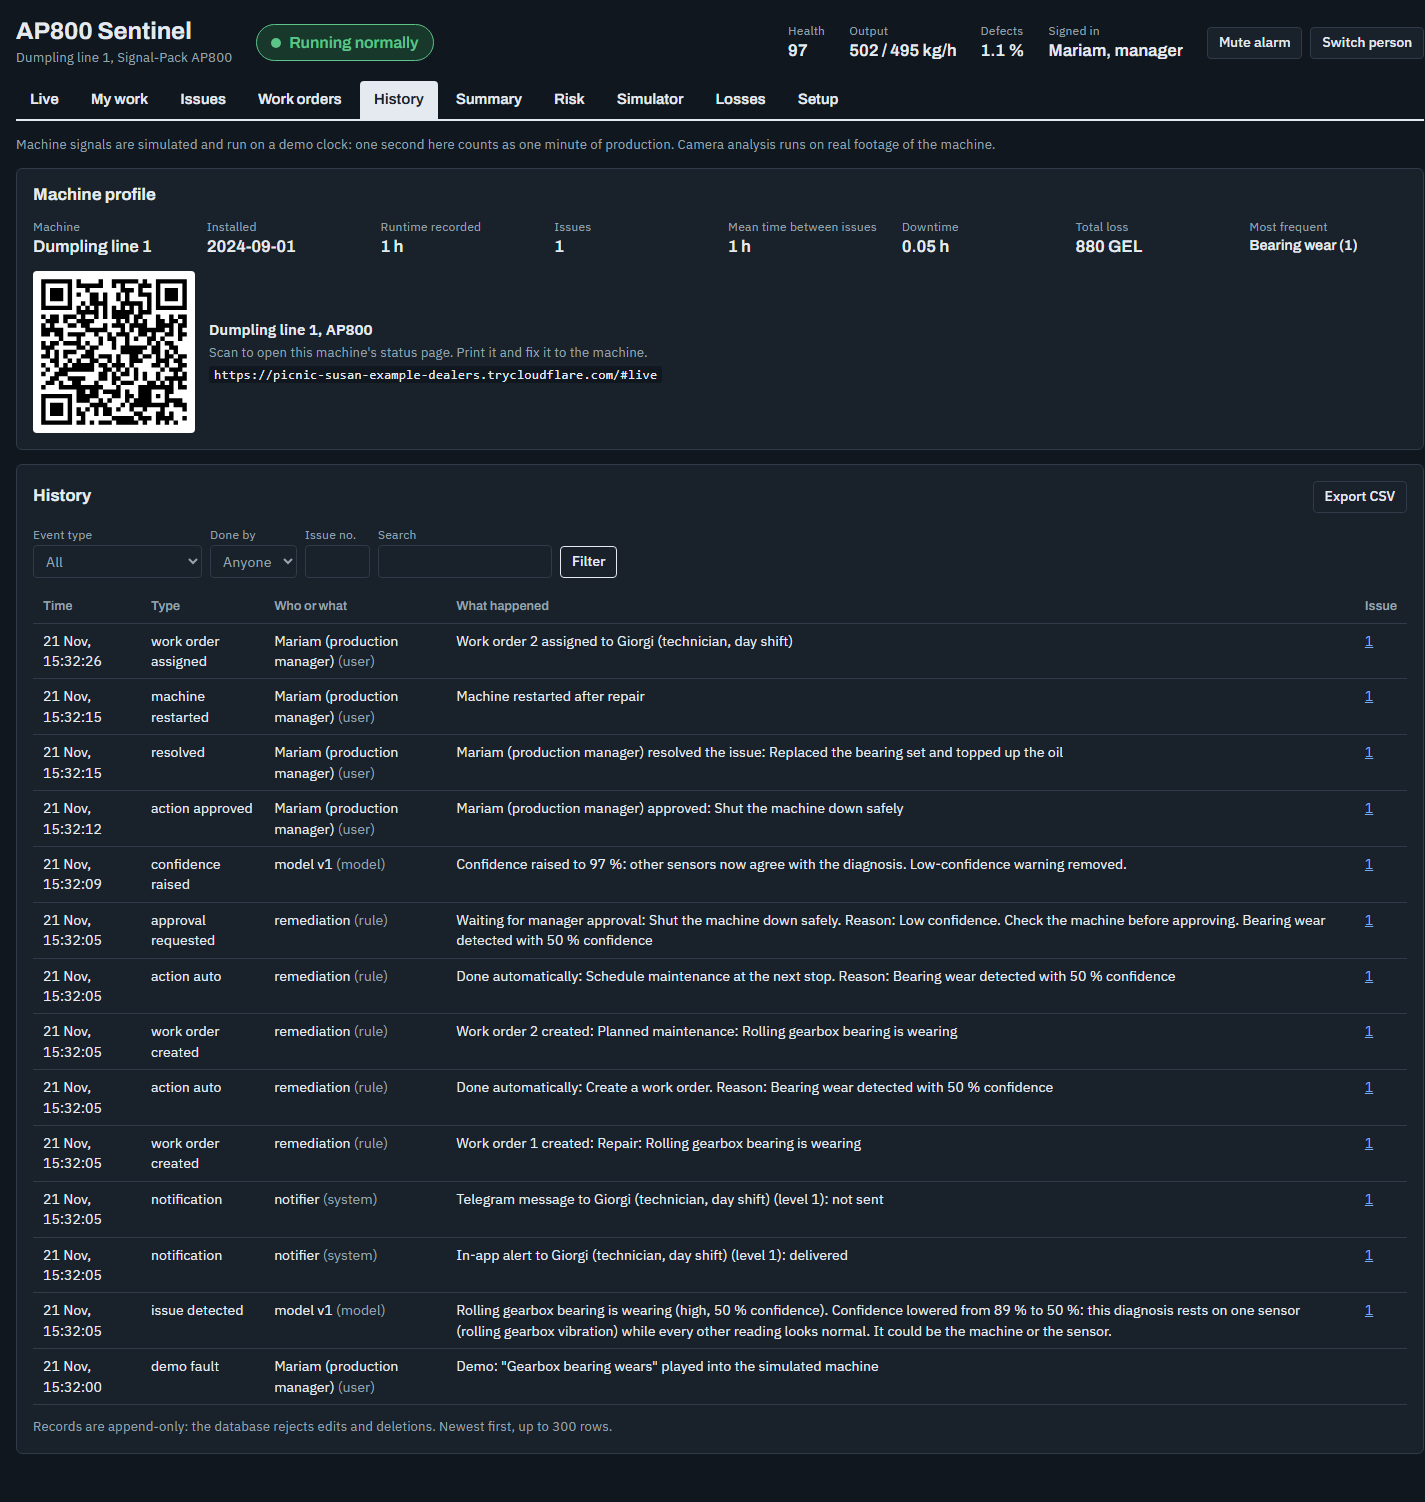 AP800 Sentinel
Dumpling line 1, Signal-Pack AP800
Running normally
Health
97
Output
502 / 495 kg/h
Defects
1.1 %
Signed in
Mariam, manager
Mute alarm
Switch person
Live
My work
Issues
Work orders
History
Summary
Risk
Simulator
Losses
Setup
Machine signals are simulated and run on a demo clock: one second here counts as one minute of production. Camera analysis runs on real footage of the machine.
Machine profile
Machine
Dumpling line 1
Installed
2024-09-01
Runtime recorded
1 h
Issues
1
Mean time between issues
1 h
Downtime
0.05 h
Total loss
880 GEL
Most frequent
Bearing wear (1)
Dumpling line 1, AP800
Scan to open this machine's status page. Print it and fix it to the machine.
https://picnic-susan-example-dealers.trycloudflare.com/#live
History
Export CSV
Event type
All
Done by
Anyone
Issue no.
Search
Filter
Time Type Who or what What happened Issue
21 Nov, work order Mariam (production Work order 2 assigned to Giorgi (technician, day shift) 1
15:32:26 assigned manager) (user)
21 Nov, machine Mariam (production Machine restarted after repair 1
15:32:15 restarted manager) (user)
21 Nov, resolved Mariam (production Mariam (production manager) resolved the issue: Replaced the bearing set and topped up the oil 1
15:32:15 manager) (user)
21 Nov, action approved Mariam (production Mariam (production manager) approved: Shut the machine down safely 1
15:32:12 manager) (user)
21 Nov, confidence model v1 (model) Confidence raised to 97 %: other sensors now agree with the diagnosis. Low-confidence warning removed. 1
15:32:09 raised
21 Nov, approval remediation (rule) Waiting for manager approval: Shut the machine down safely. Reason: Low confidence. Check the machine before approving. Bearing wear 1
15:32:05 requested detected with 50 % confidence
21 Nov, action auto remediation (rule) Done automatically: Schedule maintenance at the next stop. Reason: Bearing wear detected with 50 % confidence 1
15:32:05
21 Nov, work order remediation (rule) Work order 2 created: Planned maintenance: Rolling gearbox bearing is wearing 1
15:32:05 created
21 Nov, action auto remediation (rule) Done automatically: Create a work order. Reason: Bearing wear detected with 50 % confidence 1
15:32:05
21 Nov, work order remediation (rule) Work order 1 created: Repair: Rolling gearbox bearing is wearing 1
15:32:05 created
21 Nov, notification notifier (system) Telegram message to Giorgi (technician, day shift) (level 1): not sent 1
15:32:05
21 Nov, notification notifier (system) In-app alert to Giorgi (technician, day shift) (level 1): delivered 1
15:32:05
21 Nov, issue detected model v1 (model) Rolling gearbox bearing is wearing (high, 50 % confidence). Confidence lowered from 89 % to 50 %: this diagnosis rests on one sensor 1
15:32:05 (rolling gearbox vibration) while every other reading looks normal. It could be the machine or the sensor.
21 Nov, demo fault Mariam (production Demo: "Gearbox bearing wears" played into the simulated machine
15:32:00 manager) (user)
Records are append-only: the database rejects edits and deletions. Newest first, up to 300 rows.